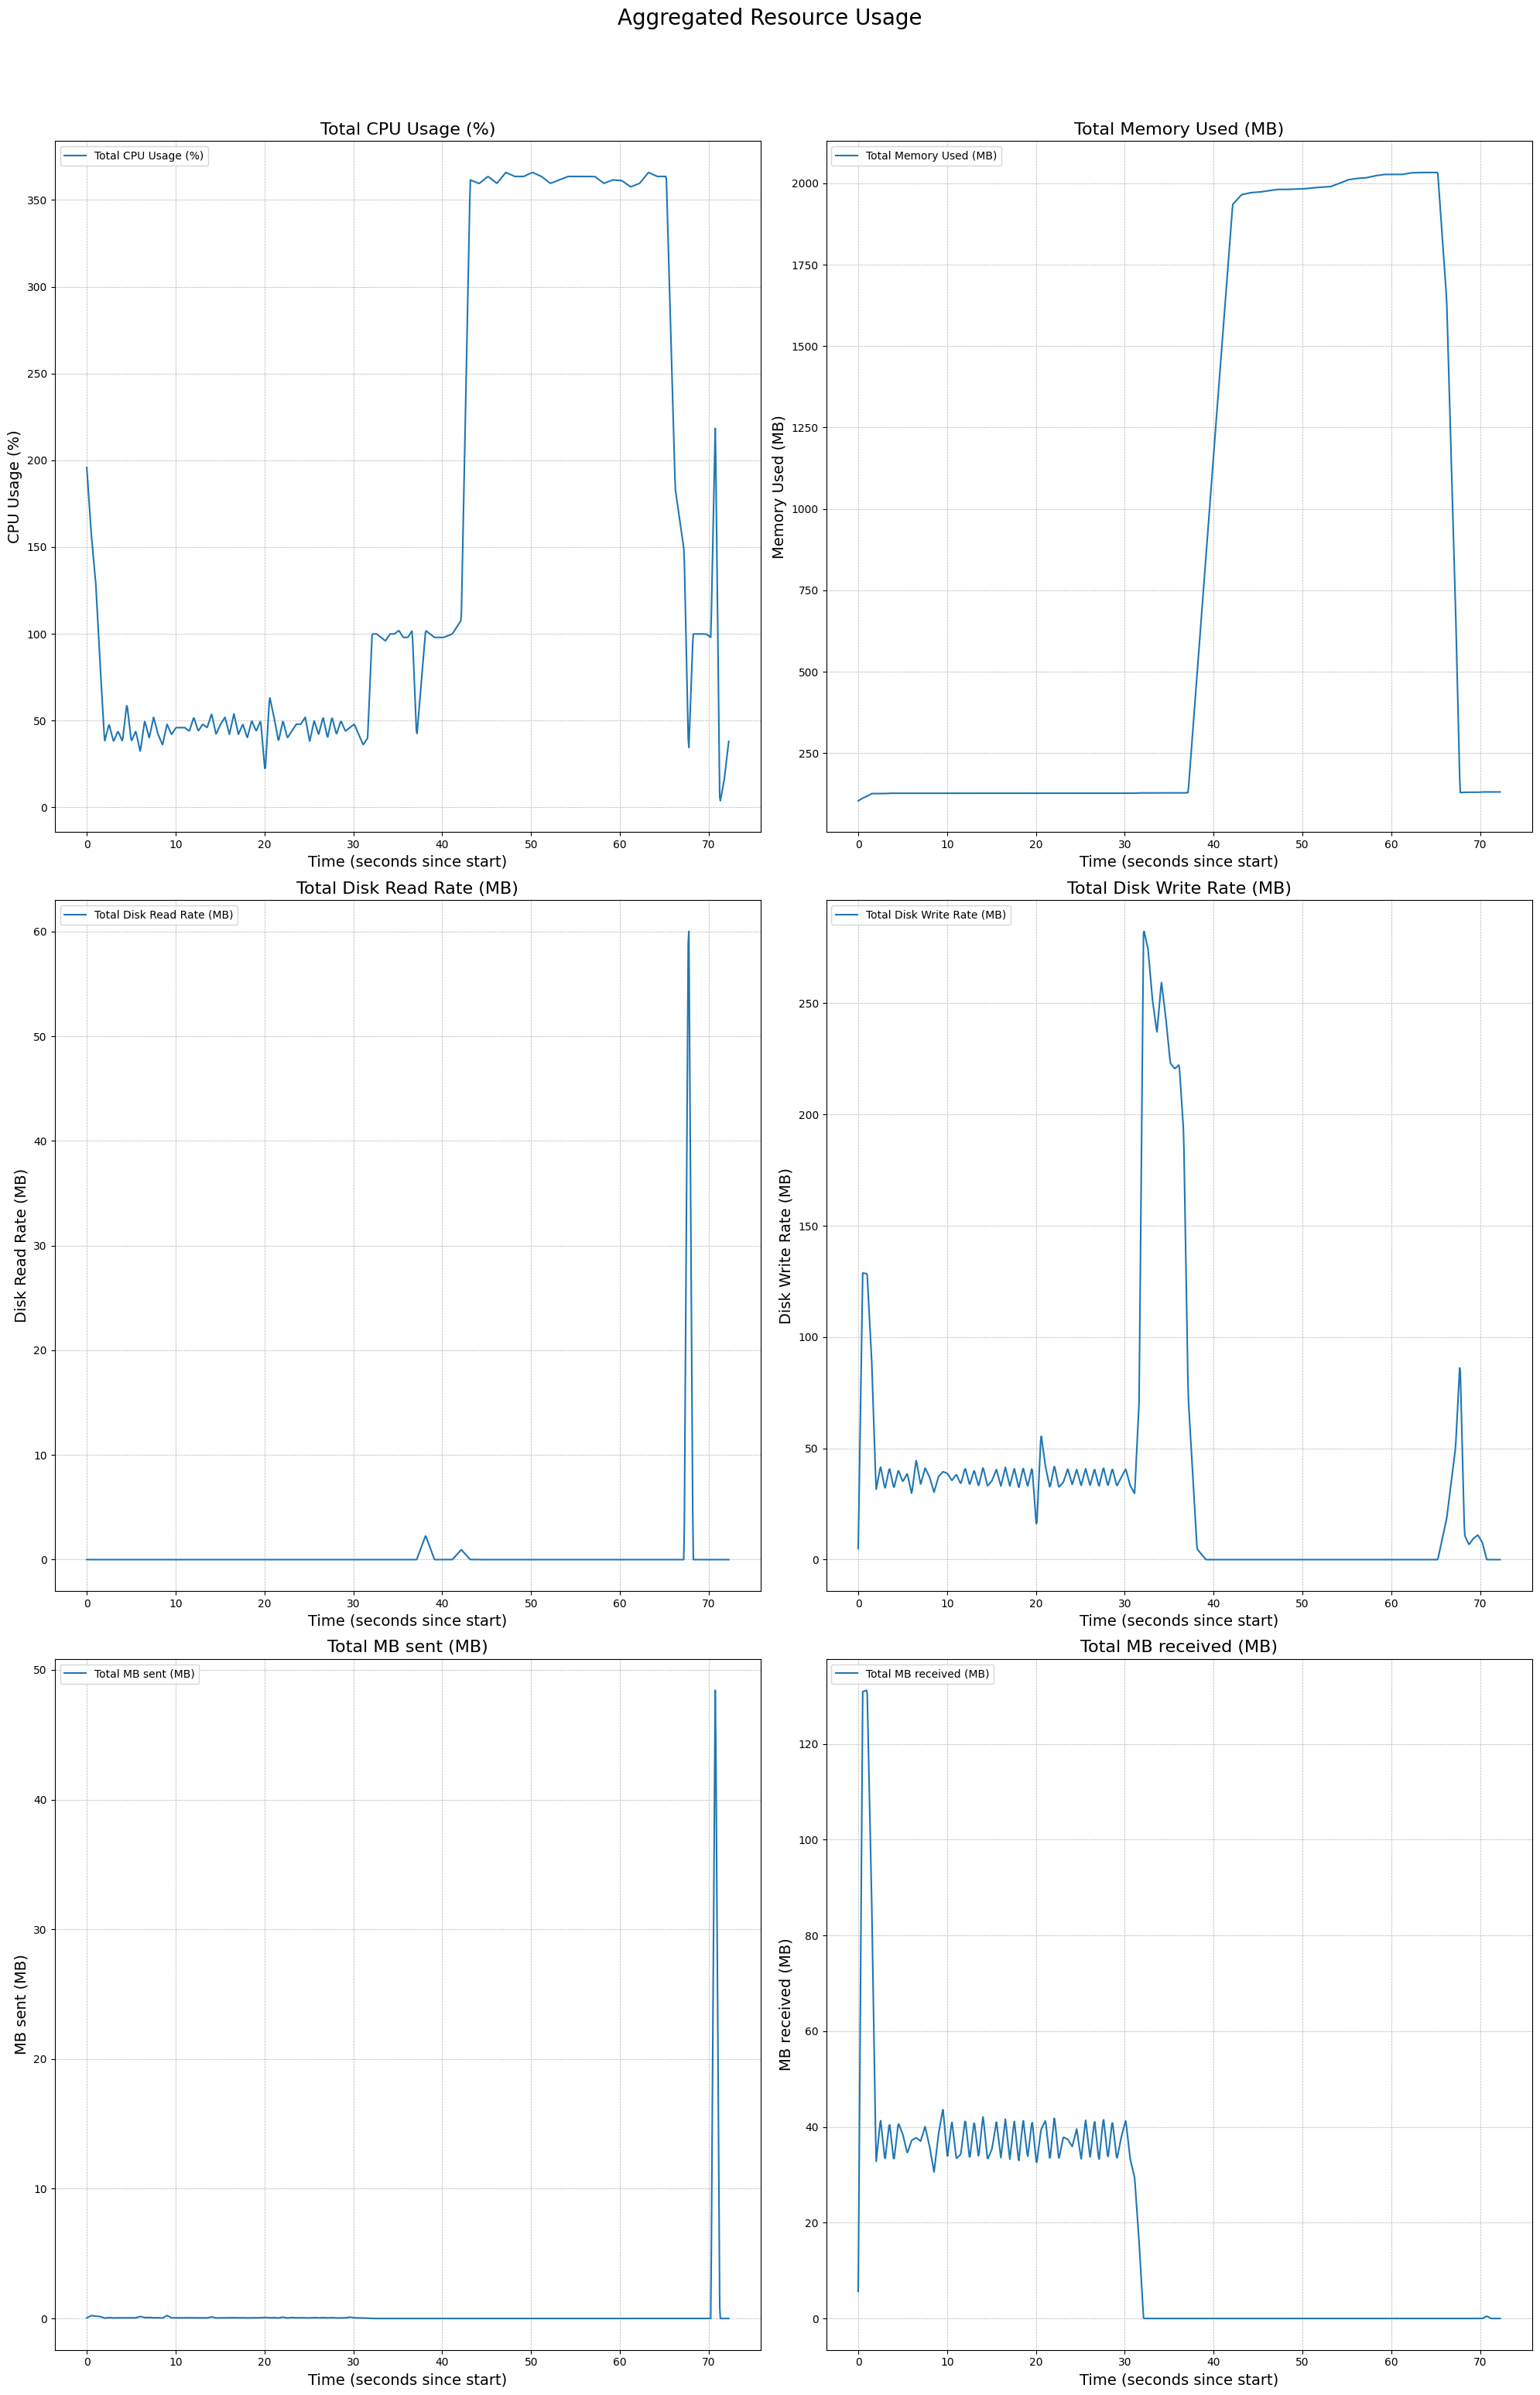 Aggregated Resource Usage
Total CPU Usage (%)
Total CPU Usage (%)
CPU Usage (%)
350
300
250
200
150
100
50
0
0 10 20 30 40 50 60 70
Time (seconds since start)
Total Memory Used (MB)
Total Memory Used (MB)
Memory Used (MB)
2000
1750
1500
1250
1000
750
500
250
0 10 20 30 40 50 60 70
Time (seconds since start)
Total Disk Read Rate (MB)
Total Disk Read Rate (MB)
Disk Read Rate (MB)
60
50
40
30
20
10
0
0 10 20 30 40 50 60 70
Time (seconds since start)
Total Disk Write Rate (MB)
Total Disk Write Rate (MB)
Disk Write Rate (MB)
250
200
150
100
50
0
0 10 20 30 40 50 60 70
Time (seconds since start)
Total MB sent (MB)
Total MB sent (MB)
MB sent (MB)
50
40
30
20
10
0
0 10 20 30 40 50 60 70
Time (seconds since start)
Total MB received (MB)
Total MB received (MB)
MB received (MB)
120
100
80
60
40
20
0
0 10 20 30 40 50 60 70
Time (seconds since start)